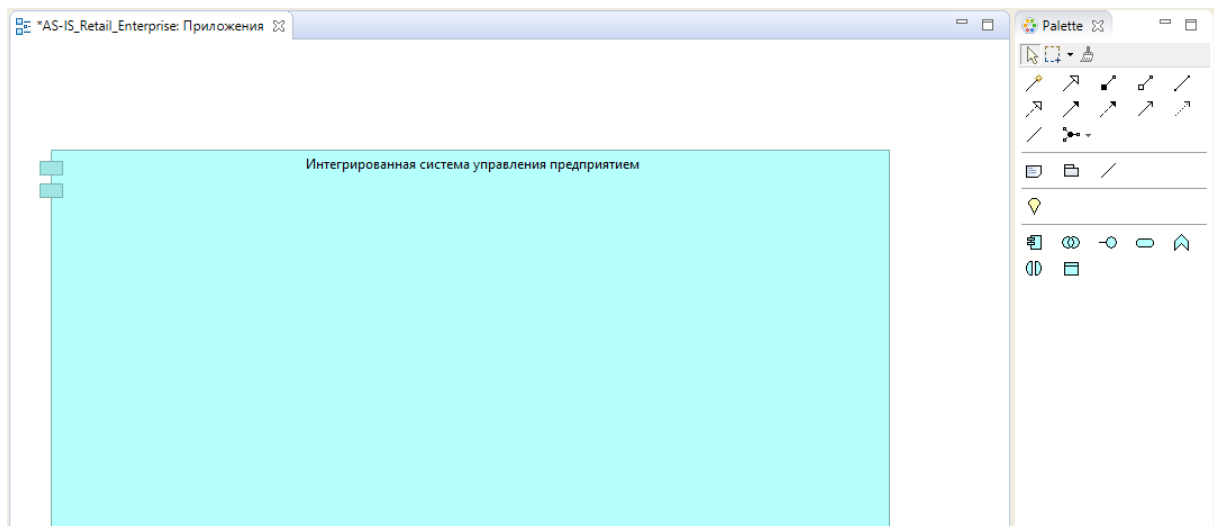 *AS-IS_Retail_Enterprise: Приложения
Palette
Интегрированная система управления предприятием